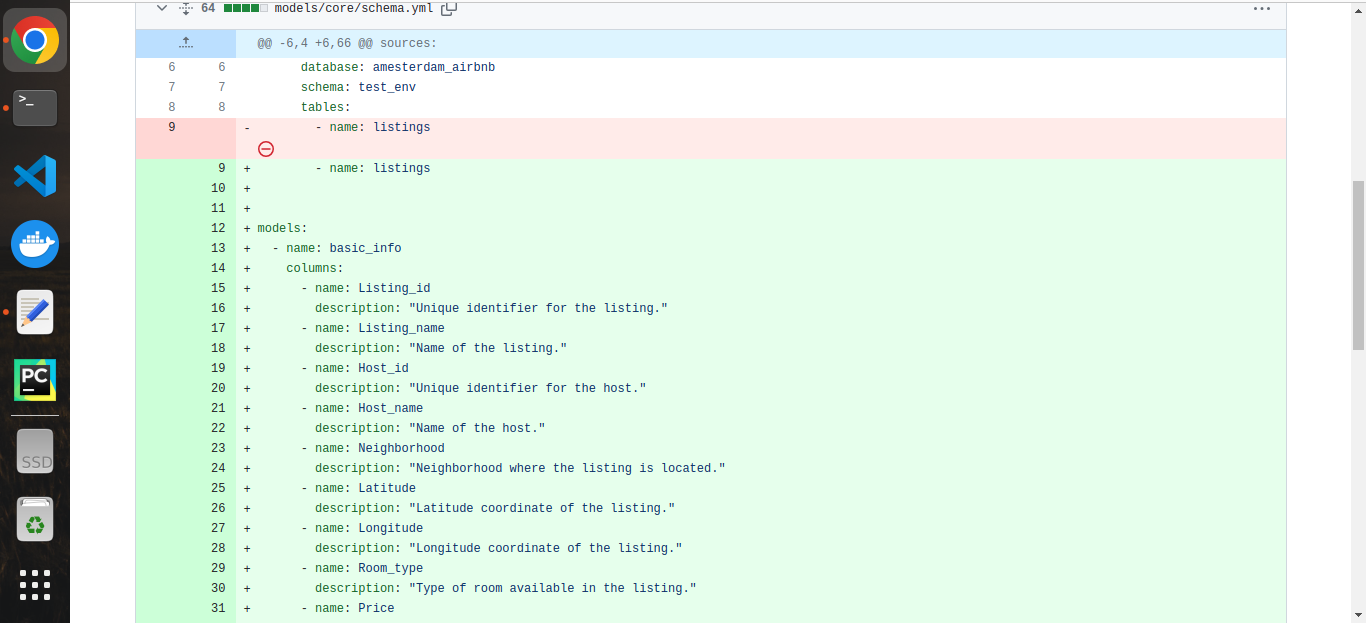 64 models/core/schema.yml
@@ -6,4 +6,66 @@ sources:
6 6 database: amesterdam_airbnb
7 7 schema: test_env
8 8 tables:
9 - - name: listings
9 + - name: listings
10 +
11 +
12 + models:
13 + - name: basic_info
14 + columns:
15 + - name: Listing_id
16 + description: "Unique identifier for the listing."
17 + - name: Listing_name
18 + description: "Name of the listing."
19 + - name: Host_id
20 + description: "Unique identifier for the host."
21 + - name: Host_name
22 + description: "Name of the host."
23 + - name: Neighborhood
24 + description: "Neighborhood where the listing is located."
25 + - name: Latitude
26 + description: "Latitude coordinate of the listing."
27 + - name: Longitude
28 + description: "Longitude coordinate of the listing."
29 + - name: Room_type
30 + description: "Type of room available in the listing."
31 + - name: Price
>_
PC
SSD